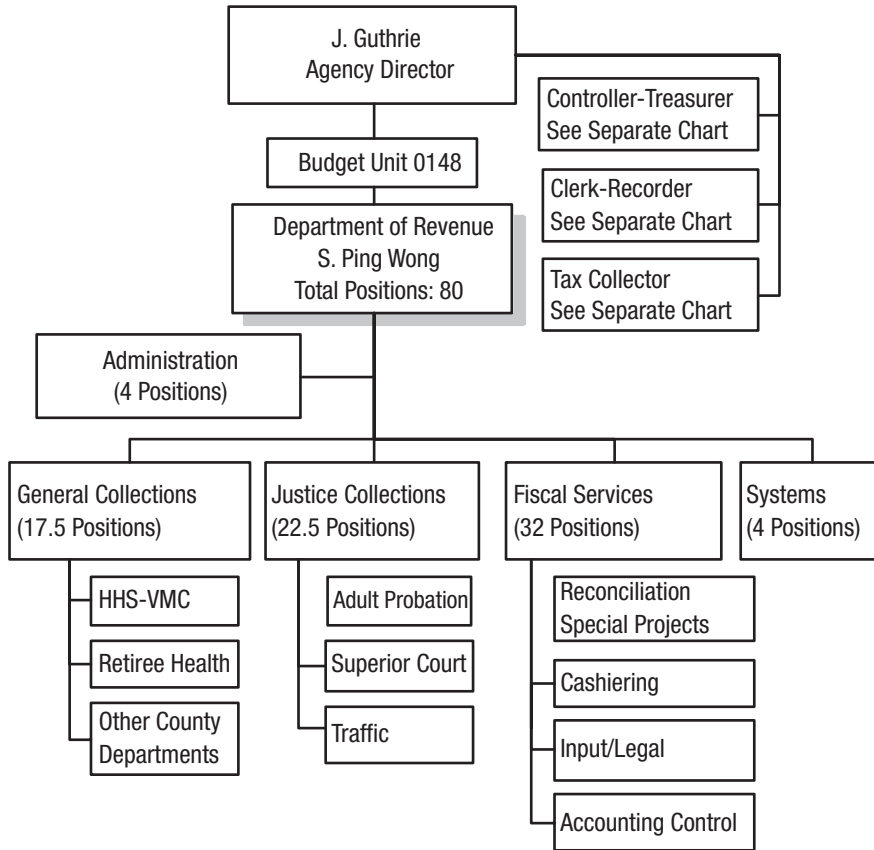 J. Guthrie
Agency Director
Controller-Treasurer
See Separate Chart
Budget Unit 0148
Clerk-Recorder
See Separate Chart
Department of Revenue
S. Ping Wong
Total Positions: 80
Tax Collector
See Separate Chart
Administration
(4 Positions)
General Collections
(17.5 Positions)
Justice Collections
(22.5 Positions)
Fiscal Services
(32 Positions)
Systems
(4 Positions)
HHS-VMC
Retiree Health
Other County
Departments
Adult Probation
Superior Court
Traffic
Reconciliation
Special Projects
Cashiering
Input/Legal
Accounting Control